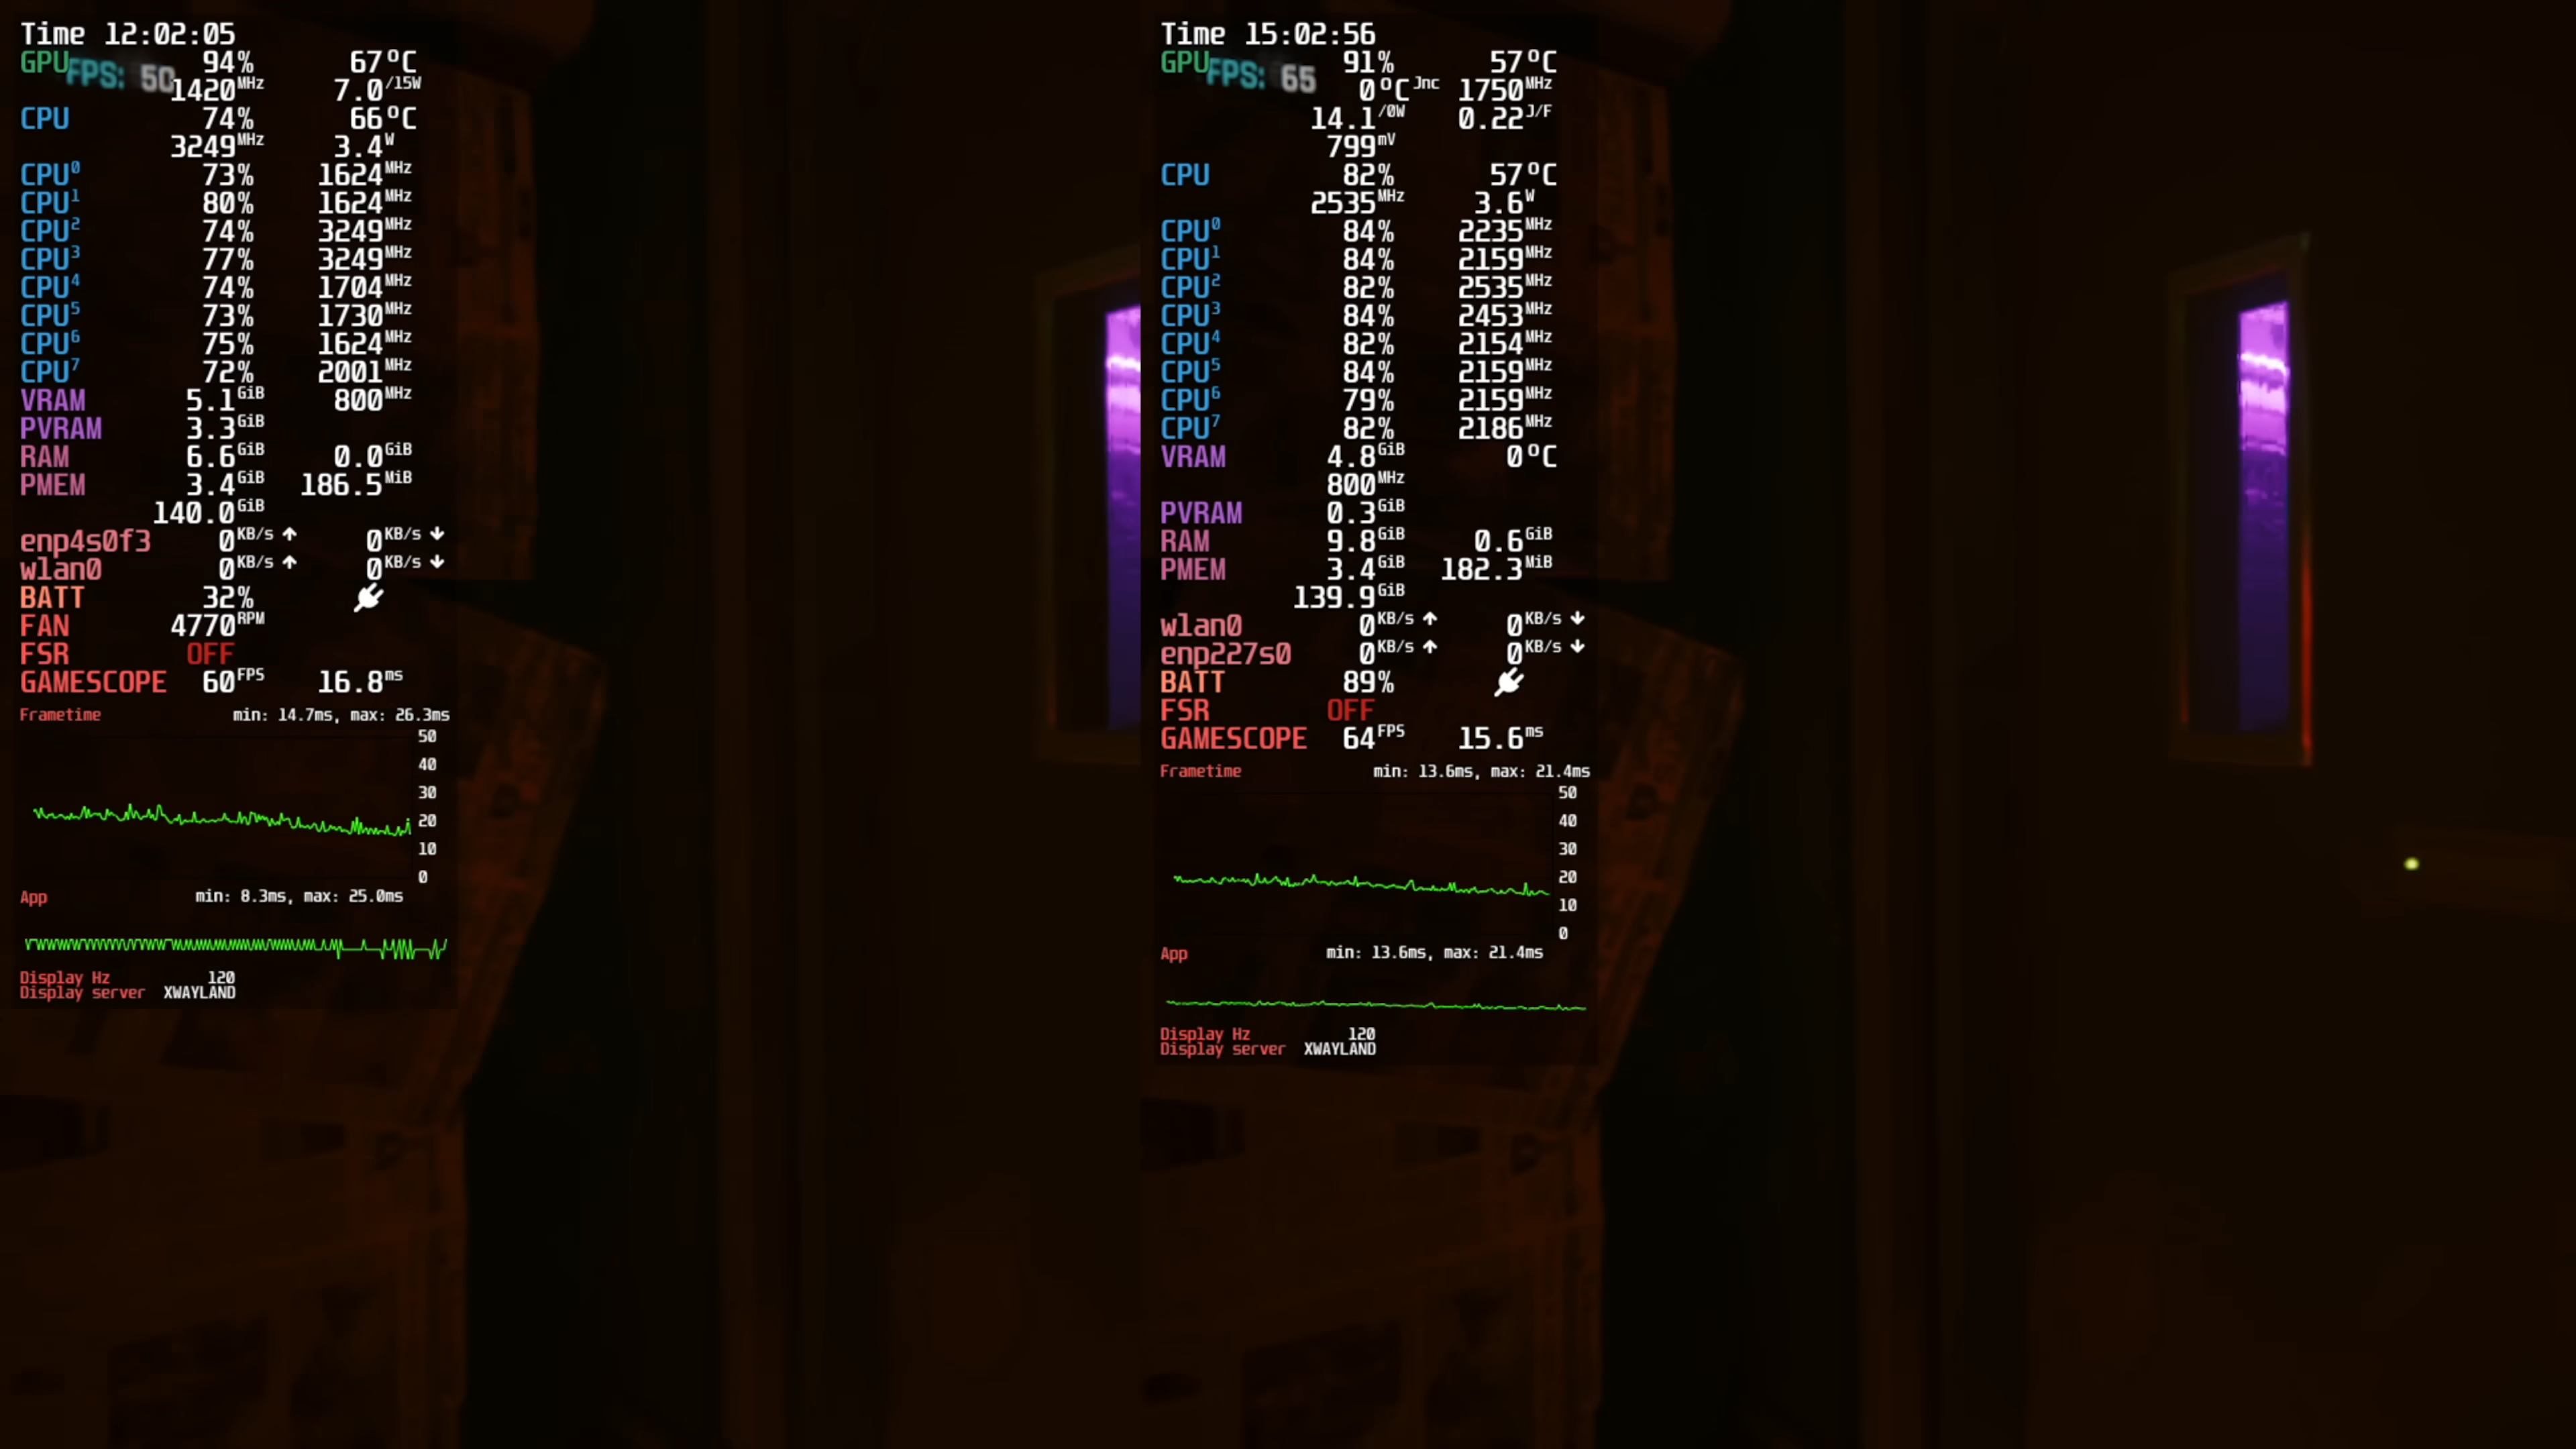 Time 12:02:05
GPU 94% 67°C
FPS: 50
1420MHz 7.0/15W
CPU 74% 66°C
3249MHz 3.4W
CPU0 73% 1624MHz
CPU1 80% 1624MHz
CPU2 74% 3249MHz
CPU3 77% 3249MHz
CPU4 74% 1704MHz
CPU5 73% 1730MHz
CPU6 75% 1624MHz
CPU7 72% 2001MHz
VRAM 5.1GiB 800MHz
PVRAM 3.3GiB
RAM 6.6GiB 0.0GiB
PMEM 3.4GiB 186.5MiB
140.0GiB
enp4s0f3 0KB/s ↑ 0KB/s ↓
wlan0 0KB/s ↑ 0KB/s ↓
BATT 32%
FAN 4770RPM
FSR OFF
GAMESCOPE 60FPS 16.8ms
Frametime min: 14.7ms, max: 26.3ms
50
40
30
20
10
0
App min: 8.3ms, max: 25.0ms
Display Hz 120
Display server XWAYLAND
Time 15:02:56
GPU 91% 57°C
FPS: 65
0°CJnc 1750MHz
14.1/0W 0.22J/F
799mV
CPU 82% 57°C
2535MHz 3.6W
CPU0 84% 2235MHz
CPU1 84% 2159MHz
CPU2 82% 2535MHz
CPU3 84% 2453MHz
CPU4 82% 2154MHz
CPU5 84% 2159MHz
CPU6 79% 2159MHz
CPU7 82% 2186MHz
VRAM 4.8GiB 0°C
800MHz
PVRAM 0.3GiB
RAM 9.8GiB 0.6GiB
PMEM 3.4GiB 182.3MiB
139.9GiB
wlan0 0KB/s ↑ 0KB/s ↓
enp227s0 0KB/s ↑ 0KB/s ↓
BATT 89%
FSR OFF
GAMESCOPE 64FPS 15.6ms
Frametime min: 13.6ms, max: 21.4ms
50
40
30
20
10
0
App min: 13.6ms, max: 21.4ms
Display Hz 120
Display server XWAYLAND